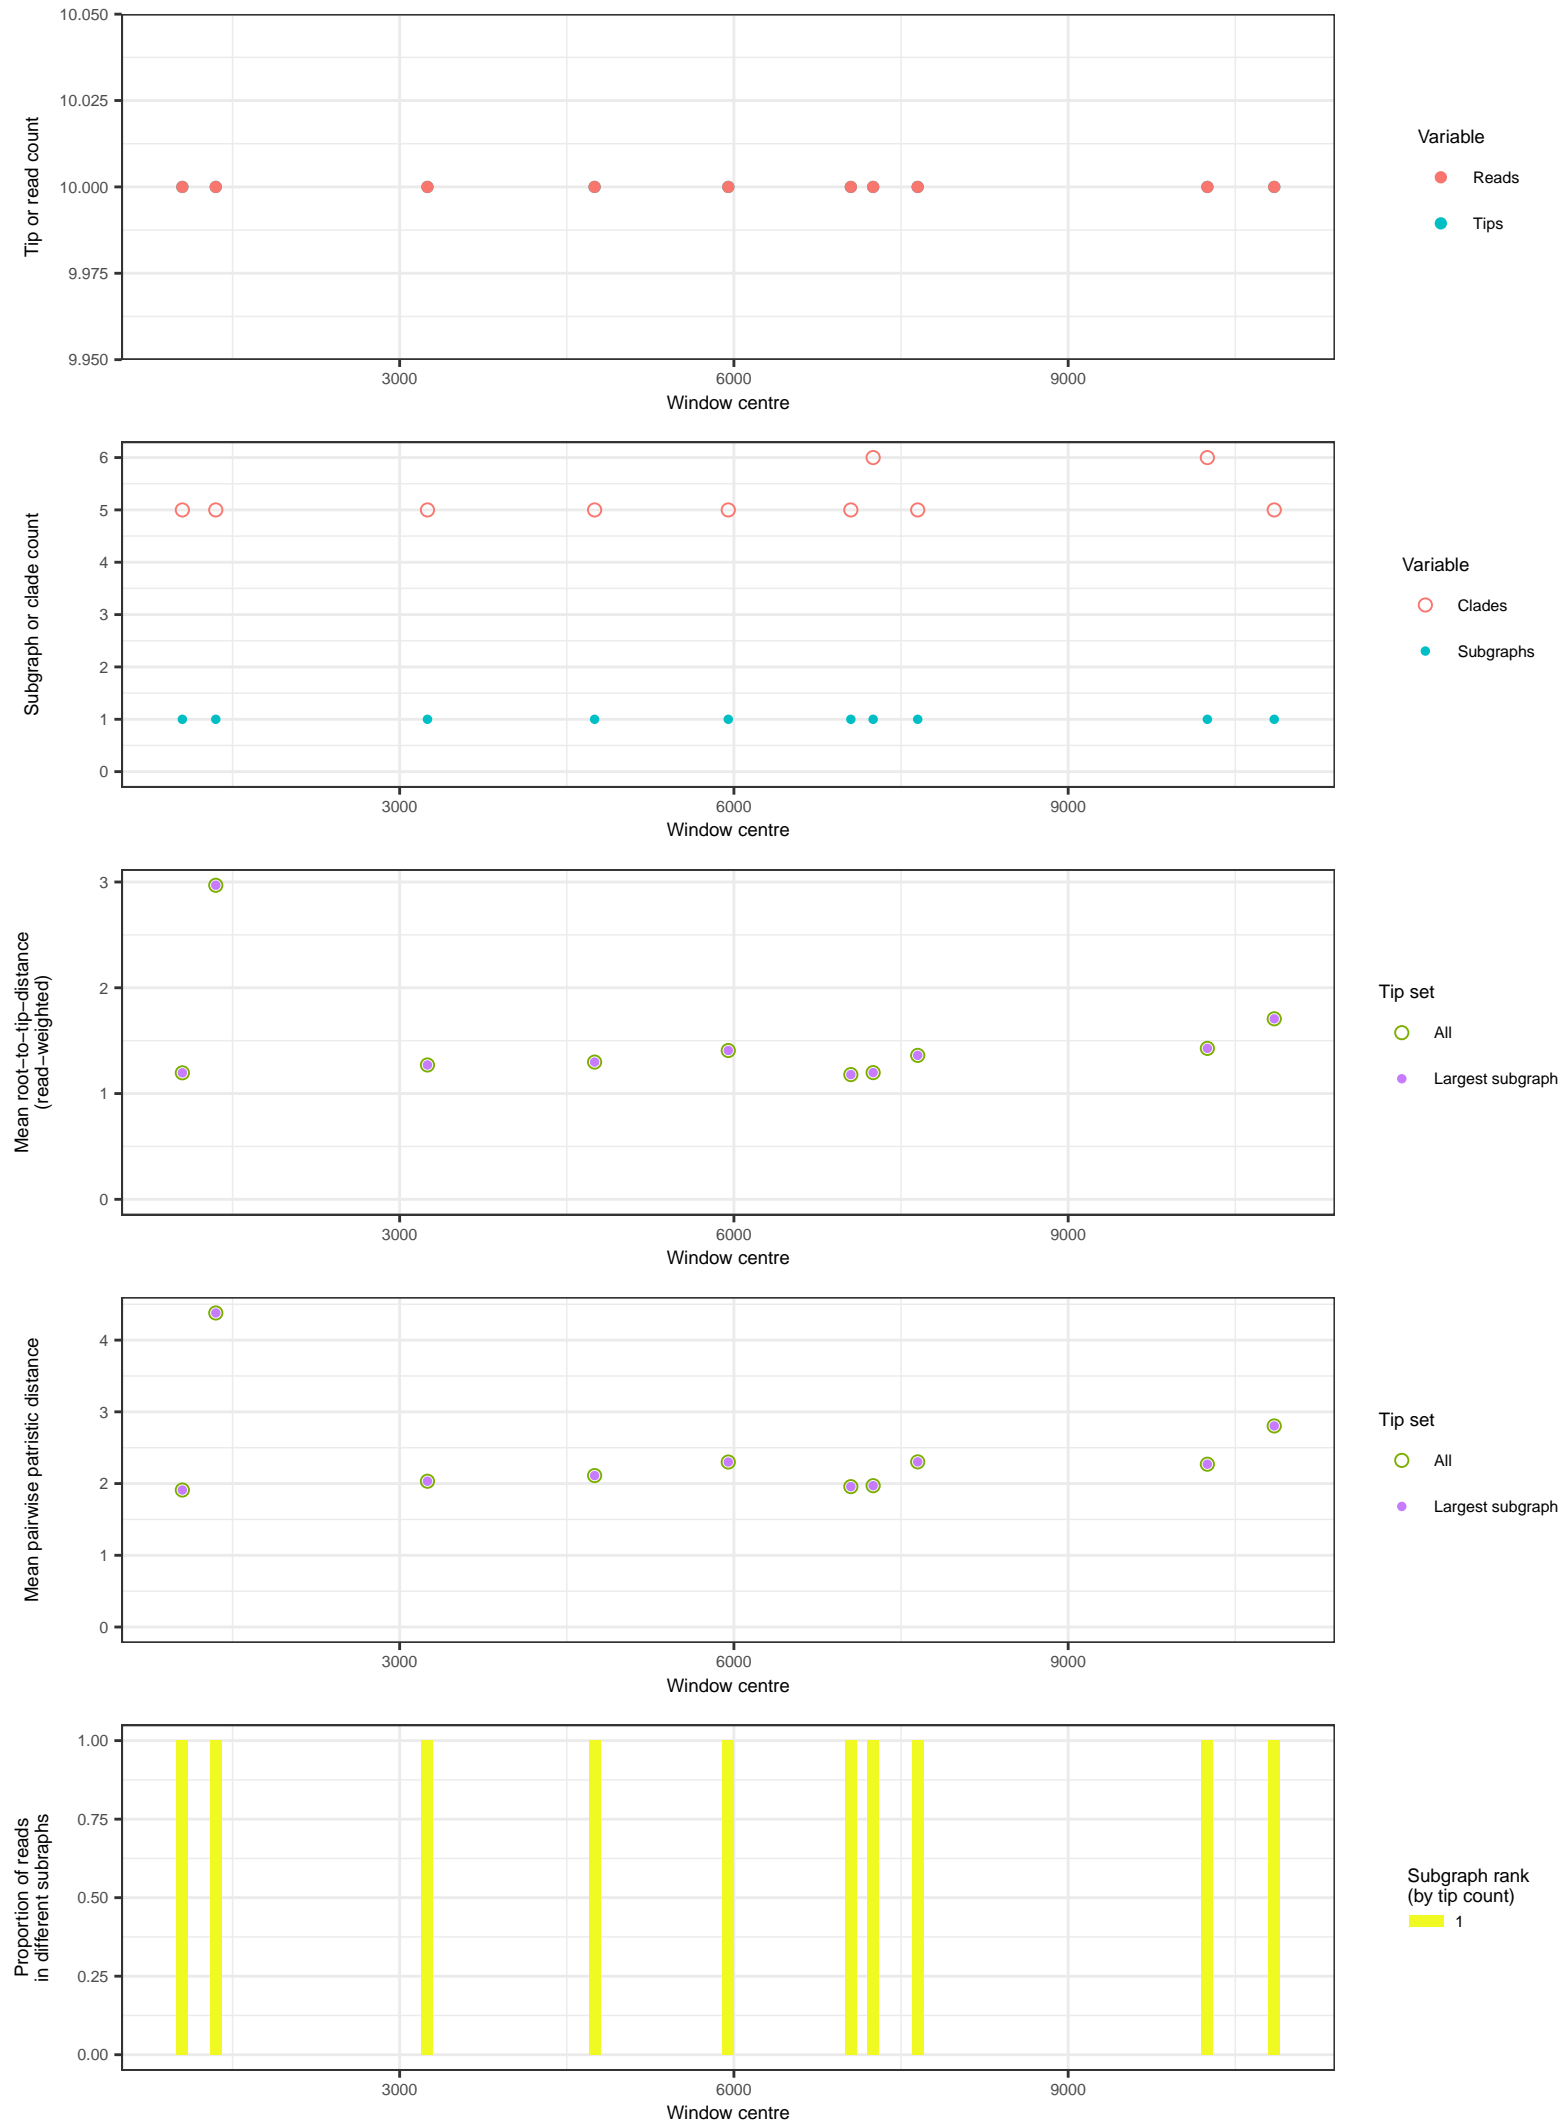 10.050
10.025
10.000
9.975
9.950
Tip or read count
3000
6000
9000
Window centre
Variable
Reads
Tips
6
5
4
3
2
1
0
Subgraph or clade count
3000
6000
9000
Window centre
Variable
Clades
Subgraphs
3
2
1
0
Mean root−to−tip−distance
(read−weighted)
3000
6000
9000
Window centre
Tip set
All
Largest subgraph
4
3
2
1
0
Mean pairwise patristic distance
3000
6000
9000
Window centre
Tip set
All
Largest subgraph
1.00
0.75
0.50
0.25
0.00
Proportion of reads
in different subraphs
3000
6000
9000
Window centre
Subgraph rank
(by tip count)
1